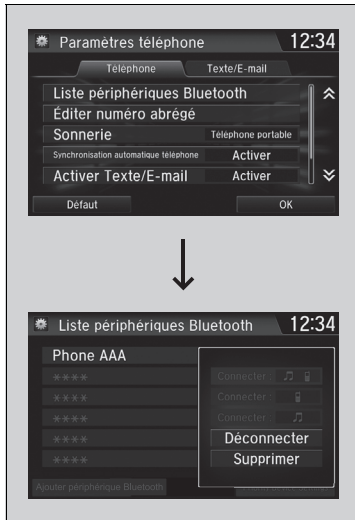 Paramètres téléphone 12:34
Téléphone Texte/E-mail
Liste périphériques Bluetooth
Éditer numéro abrégé
Sonnerie Téléphone portable
Synchronisation automatique téléphone Activer
Activer Texte/E-mail Activer
Défaut OK
Liste périphériques Bluetooth 12:34
Phone AAA
**** Connecter
**** Connecter
**** Connecter
**** Déconnecter
**** Supprimer
Ajouter périphérique Bluetooth